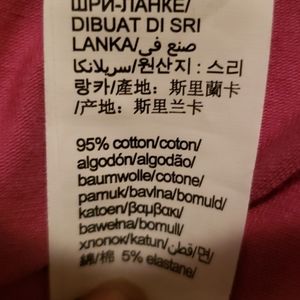 ШРИ-ЛАНКЕ/
DIBUAT DI SRI
LANKA/صنع في
سريلانكا/원산지 : 스리
랑카/產地：斯里蘭卡
/产地：斯里兰卡
95% cotton/coton/
algodón/algodão/
baumwolle/cotone/
pamuk/bavlna/bomuld/
katoen/βαμβακι/
bawełna/bomull/
хлопок/katun/قطن/면/
綿/棉 5% elastane/